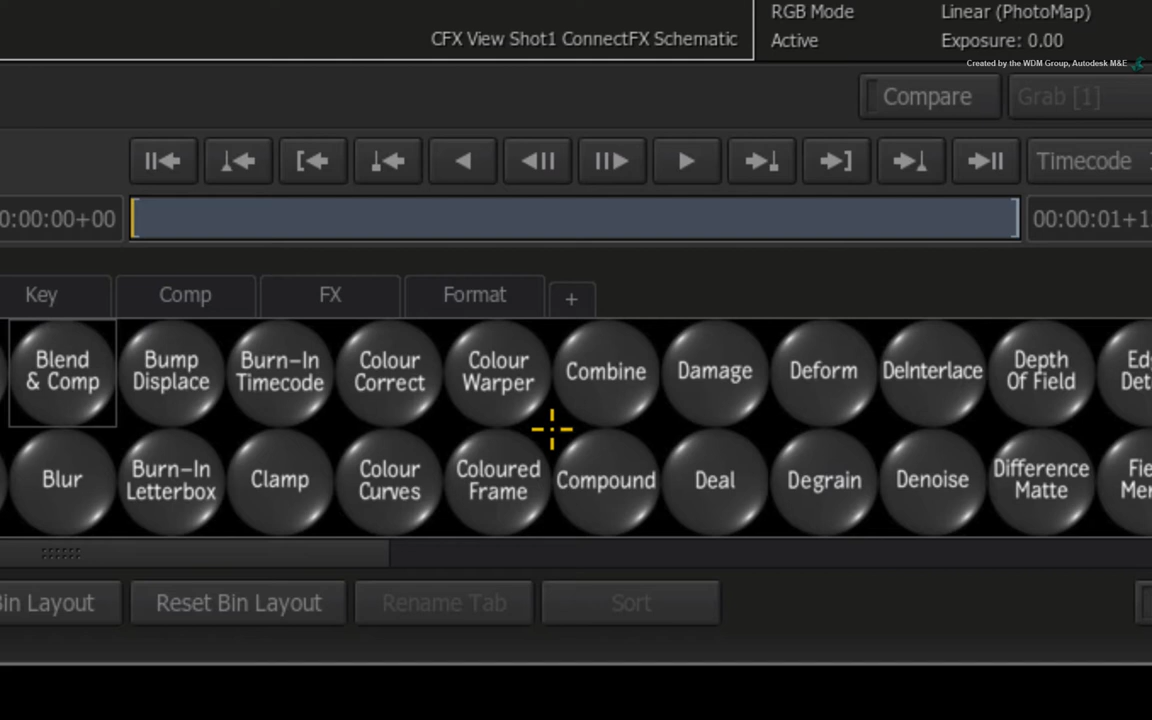 RGB Mode
Linear (PhotoMap)
CFX View Shot1 ConnectFX Schematic
Active
Exposure: 0.00
Created by the WDM Group, Autodesk M&E
Compare
Grab [1]
Timecode
0:00:00+00
00:00:01+1
Key
Comp
FX
Format
+
Blend
& Comp
Bump
Displace
Burn-In
Timecode
Colour
Correct
Colour
Warper
Combine
Damage
Deform
DeInterlace
Depth
Of Field
Blur
Burn-In
Letterbox
Clamp
Colour
Curves
Coloured
Frame
Compound
Deal
Degrain
Denoise
Difference
Matte
Bin Layout
Reset Bin Layout
Rename Tab
Sort